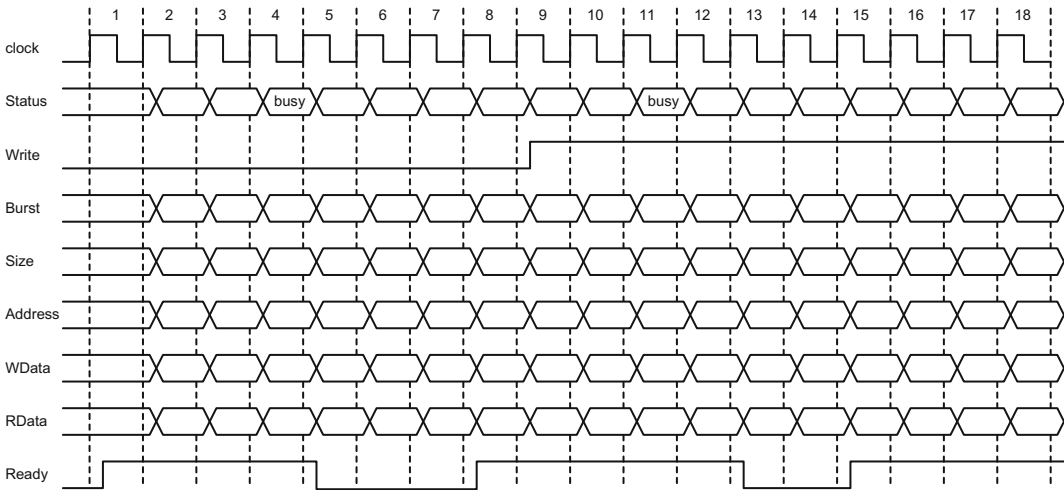 1 2 3 4 5 6 7 8 9 10 11 12 13 14 15 16 17 18
clock
Status busy busy
Write
Burst
Size
Address
WData
RData
Ready